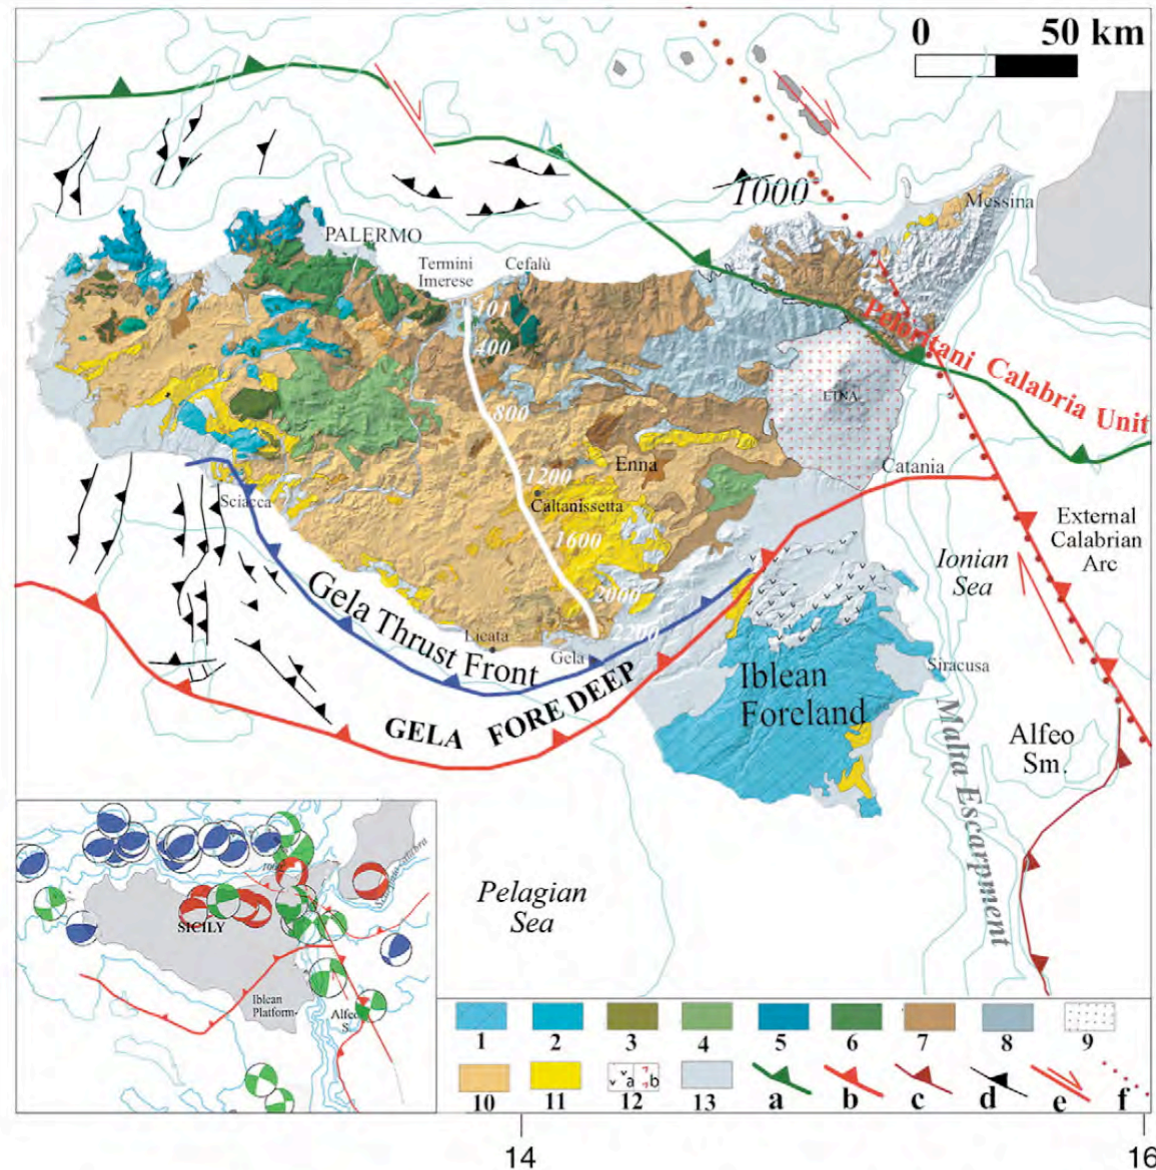 0 50 km
1000
Messina
PALERMO
Termini
Imerese
Cefalù
101
400
800
1200
1600
2000
2200
Peloritani Calabria Unit
ETNA
Enna
Caltanissetta
Catania
Sciacca
External
Calabrian
Arc
Ionian
Sea
Gela Thrust Front
Licata
Gela
GELA FORE DEEP
Iblean
Foreland
Siracusa
Malta Escarpment
Alfeo
Sm.
Pelagian
Sea
SICILY
Iblean
Platform
Alfeo
S.
1 2 3 4 5 6 7 8 9
10 11 a b 12 13 a b c d e f
14 16